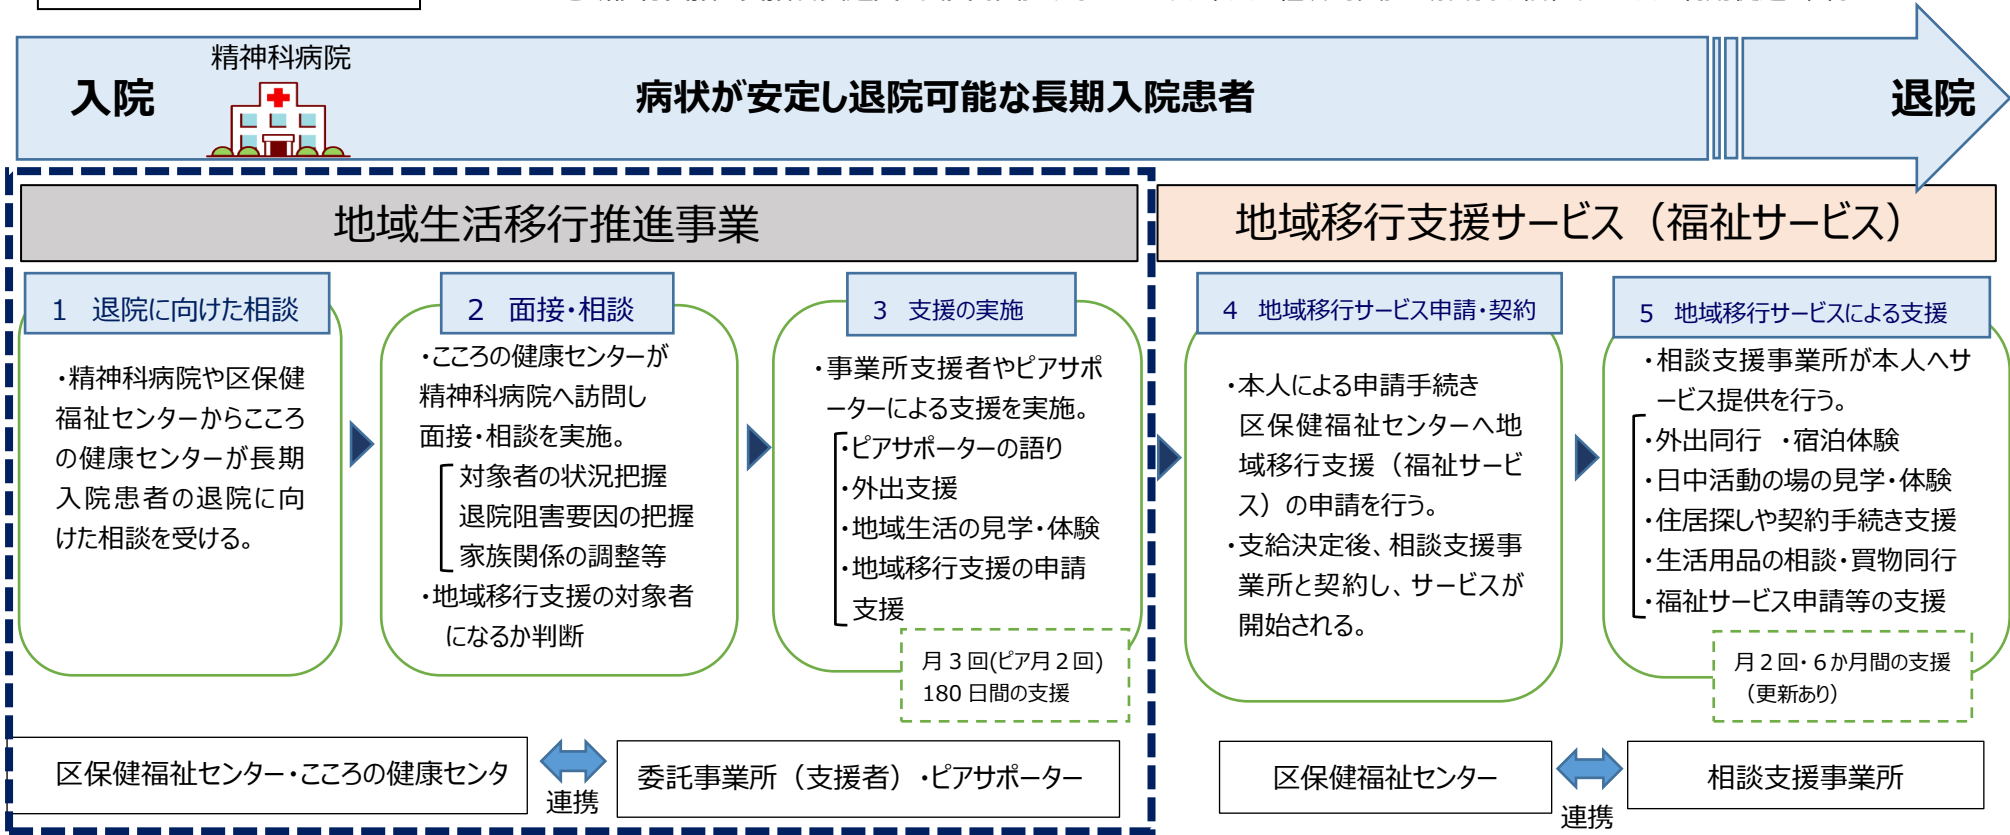 精神科病院
入院
病状が安定し退院可能な長期入院患者
退院
地域生活移行推進事業
地域移行支援サービス（福祉サービス）
1　退院に向けた相談
・精神科病院や区保健
福祉センターからこころ
の健康センターが長期
入院患者の退院に向
けた相談を受ける。
2　面接・相談
・こころの健康センターが
精神科病院へ訪問し
面接・相談を実施。
対象者の状況把握
退院阻害要因の把握
家族関係の調整等
・地域移行支援の対象者
になるか判断
3　支援の実施
・事業所支援者やピアサポ
ーターによる支援を実施。
・ピアサポーターの語り
・外出支援
・地域生活の見学・体験
・地域移行支援の申請
支援
月３回(ピア月２回)
180 日間の支援
4　地域移行サービス申請・契約
・本人による申請手続き
区保健福祉センターへ地
域移行支援（福祉サービ
ス）の申請を行う。
・支給決定後、相談支援事
業所と契約し、サービスが
開始される。
5　地域移行サービスによる支援
・相談支援事業所が本人へサ
ービス提供を行う。
・外出同行　・宿泊体験
・日中活動の場の見学・体験
・住居探しや契約手続き支援
・生活用品の相談・買物同行
・福祉サービス申請等の支援
月２回・６か月間の支援
（更新あり）
区保健福祉センター・こころの健康センタ
連携
委託事業所（支援者）・ピアサポーター
区保健福祉センター
連携
相談支援事業所